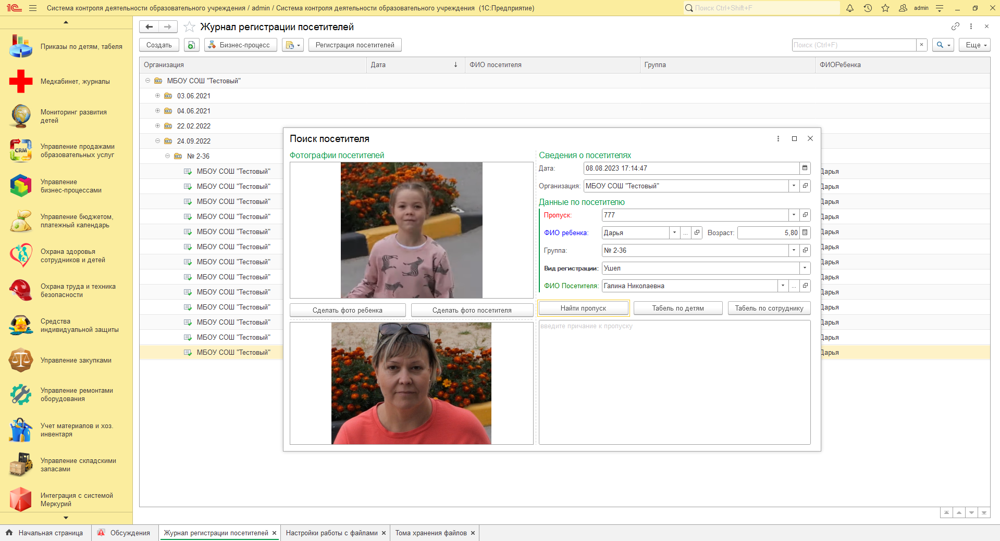 1С Система контроля деятельности образовательного учреждения / admin / Система контроля деятельности образовательного учреждения (1С:Предприятие)
Поиск Ctrl+Shift+F
admin
Приказы по детям, табеля
Медкабинет, журналы
Мониторинг развития
детей
Управление продажами
образовательных услуг
SALES
CRM
Управление
бизнес-процессами
Управление бюджетом,
платежный календарь
Охрана здоровья
сотрудников и детей
Охрана труда и техника
безопасности
Средства
индивидуальной защиты
Управление закупками
Управление ремонтами
оборудования
Учет материалов и хоз.
инвентаря
Управление складскими
запасами
Интеграция с системой
Меркурий
Журнал регистрации посетителей
Создать
Бизнес-процесс
Регистрация посетителей
Поиск (Ctrl+F)
Еще
Организация Дата ФИО посетителя Группа ФИОРебенка
МБОУ СОШ "Тестовый"
03.06.2021
04.06.2021
22.02.2022
24.09.2022
№ 2-36
МБОУ СОШ "Тестовый" Дарья
МБОУ СОШ "Тестовый" Дарья
МБОУ СОШ "Тестовый" Дарья
МБОУ СОШ "Тестовый" Дарья
МБОУ СОШ "Тестовый" Дарья
МБОУ СОШ "Тестовый" Дарья
МБОУ СОШ "Тестовый" Дарья
МБОУ СОШ "Тестовый" Дарья
МБОУ СОШ "Тестовый" Дарья
МБОУ СОШ "Тестовый" Дарья
МБОУ СОШ "Тестовый" Дарья
МБОУ СОШ "Тестовый" Дарья
МБОУ СОШ "Тестовый" Дарья
Поиск посетителя
Фотографии посетителей
Сделать фото ребенка
Сделать фото посетителя
Сведения о посетителях
Дата: 08.08.2023 17:14:47
Организация: МБОУ СОШ "Тестовый"
Данные по посетителю
Пропуск: 777
ФИО ребенка: Дарья ... Возраст: 5,80
Группа: № 2-36
Вид регистрации: Ушел
ФИО Посетителя: Галина Николаевна ...
Найти пропуск
Табель по детям
Табель по сотруднику
введите причание к пропуску
Начальная страница
Обсуждения
Журнал регистрации посетителей
Настройки работы с файлами
Тома хранения файлов